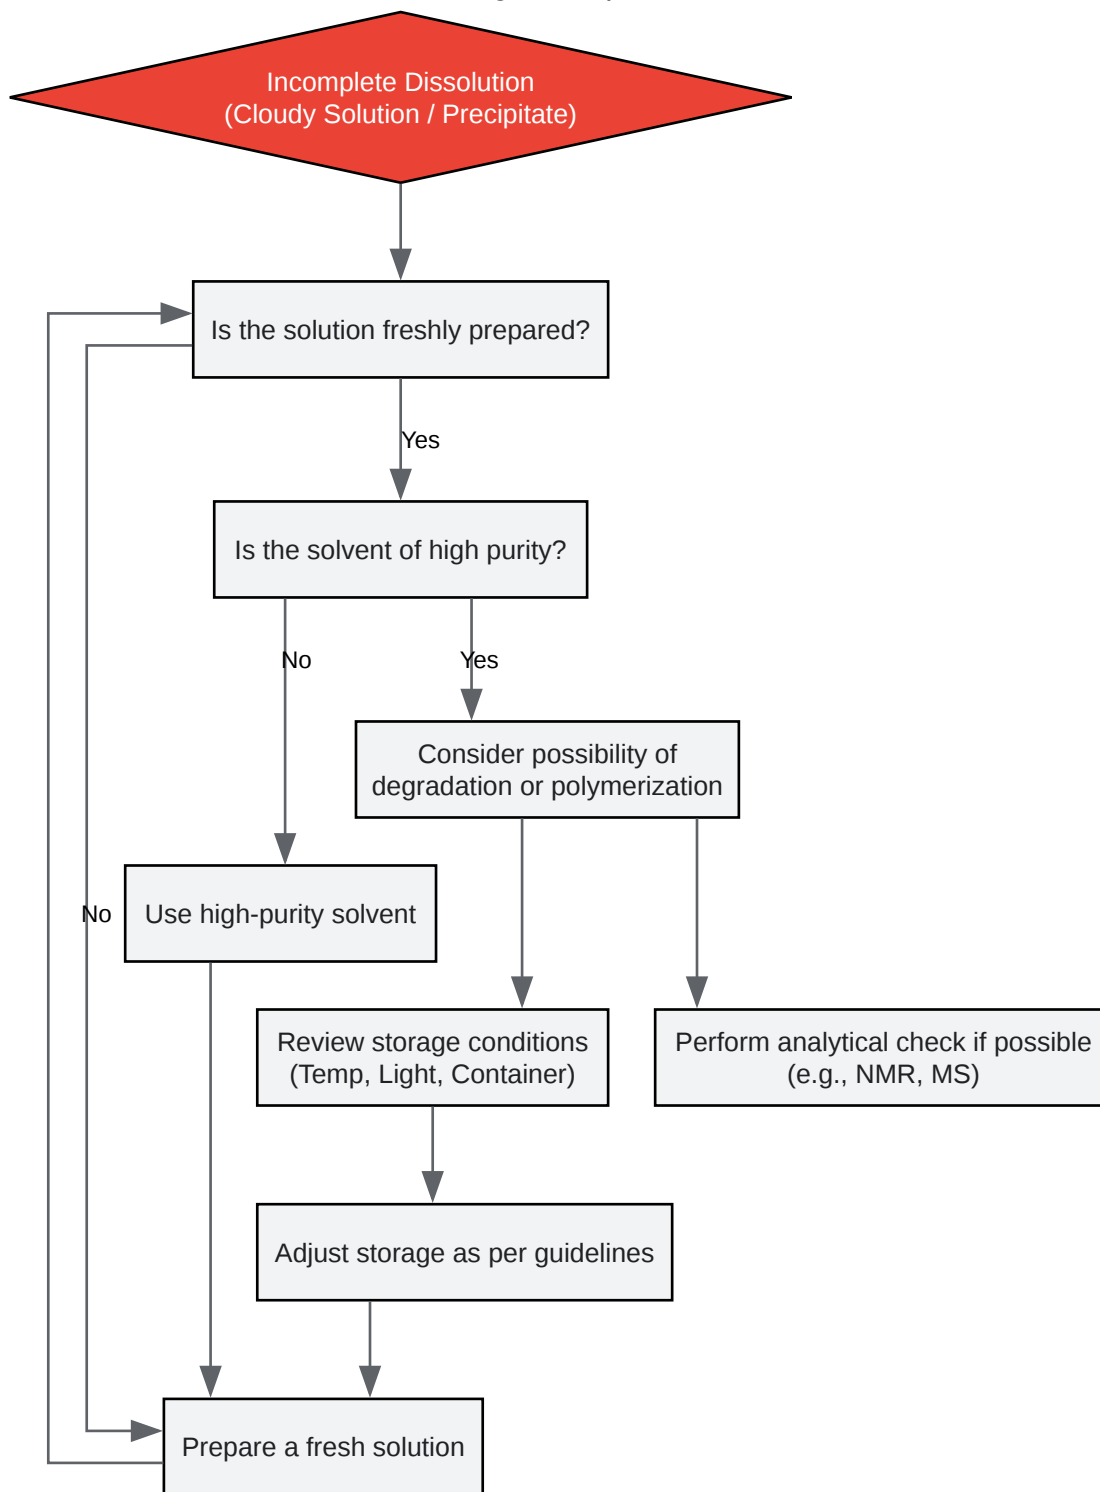 Incomplete Dissolution
(Cloudy Solution / Precipitate)
Is the solution freshly prepared?
Yes
Is the solvent of high purity?
No
Yes
Consider possibility of
degradation or polymerization
Use high-purity solvent
No
Review storage conditions
(Temp, Light, Container)
Perform analytical check if possible
(e.g., NMR, MS)
Adjust storage as per guidelines
Prepare a fresh solution